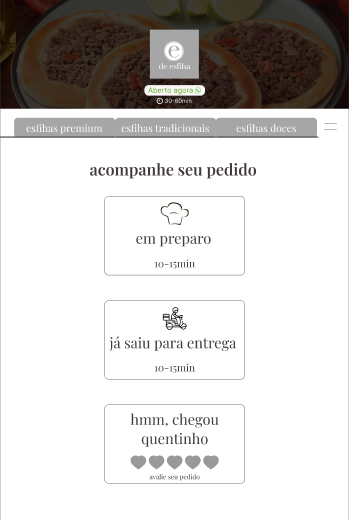 e
de esfiha
Aberto agora
30-60min
esfihas premium esfihas tradicionais esfihas doces
acompanhe seu pedido
em preparo
10-15min
já saiu para entrega
10-15min
hmm, chegou
quentinho
avalie seu pedido